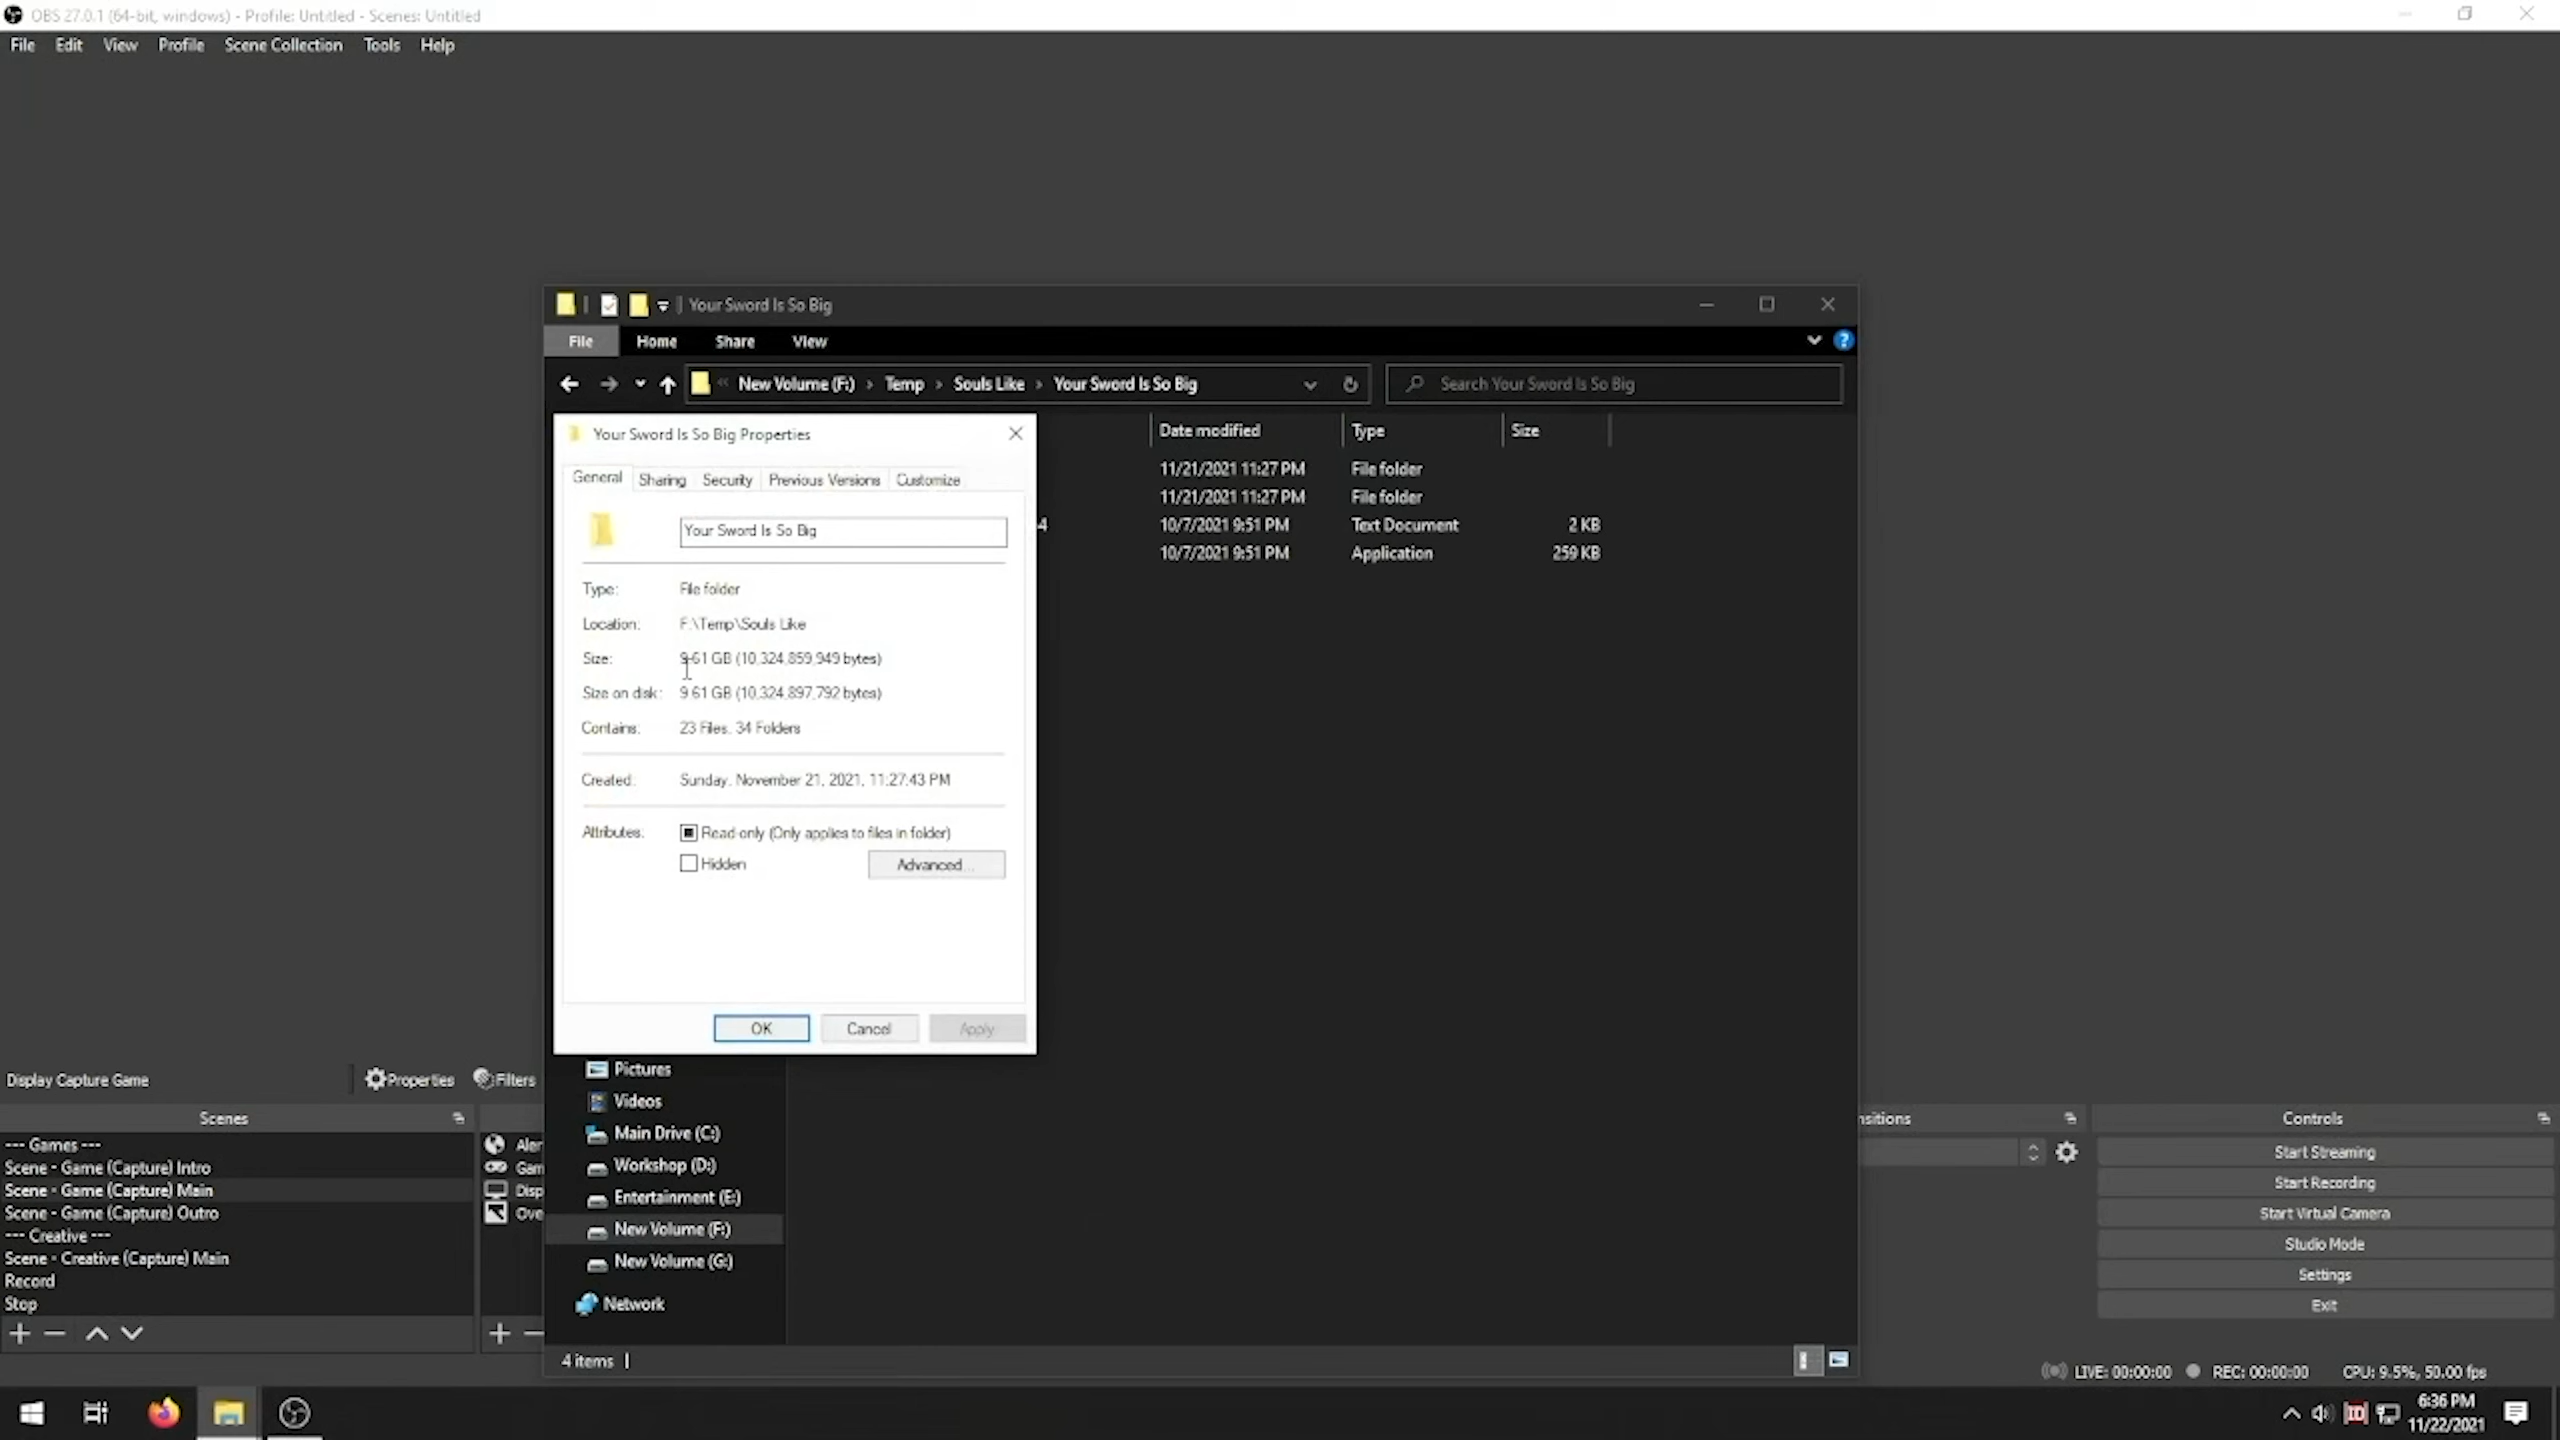 OBS 27.0.1 (64-bit, windows) - Profile: Untitled - Scenes: Untitled
File Edit View Profile Scene Collection Tools Help
Your Sword Is So Big
File Home Share View
New Volume (F:) › Temp › Souls Like › Your Sword Is So Big
Search Your Sword Is So Big
Your Sword Is So Big Properties
General Sharing Security Previous Versions Customize
Your Sword Is So Big
Type: File folder
Location: F:\Temp\Souls Like
Size: 9.61 GB (10,324,859,949 bytes)
Size on disk: 9.61 GB (10,324,897,792 bytes)
Contains: 23 Files, 34 Folders
Created: Sunday, November 21, 2021, 11:27:43 PM
Attributes: Read-only (Only applies to files in folder)
Hidden Advanced...
OK Cancel Apply
Date modified Type Size
11/21/2021 11:27 PM File folder
11/21/2021 11:27 PM File folder
4 10/7/2021 9:51 PM Text Document 2 KB
10/7/2021 9:51 PM Application 259 KB
Pictures
Videos
Main Drive (C:)
Workshop (D:)
Entertainment (E:)
New Volume (F:)
New Volume (G:)
Network
4 items
Display Capture Game Properties Filters
Scenes
--- Games ---
Scene - Game (Capture) Intro
Scene - Game (Capture) Main
Scene - Game (Capture) Outro
--- Creative ---
Scene - Creative (Capture) Main
Record
Stop
Aler
Gam
Disp
Ove
nsitions
Controls
Start Streaming
Start Recording
Start Virtual Camera
Studio Mode
Settings
Exit
LIVE: 00:00:00 REC: 00:00:00 CPU: 9.5%, 50.00 fps
6:36 PM
11/22/2021